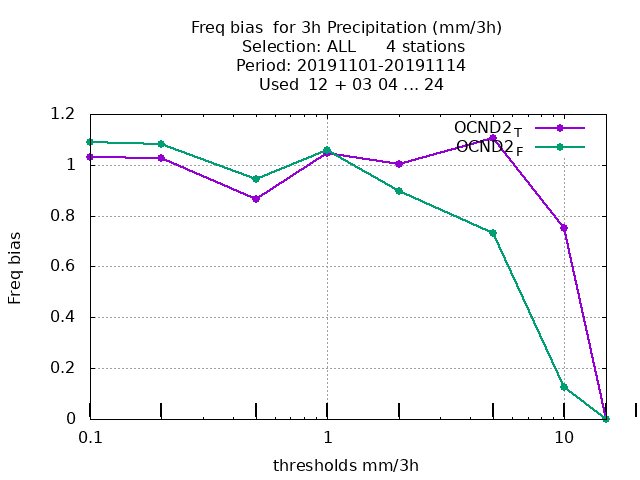 Freq bias  for 3h Precipitation (mm/3h)
Selection: ALL      4 stations
Period: 20191101-20191114
Used  12 + 03 04 ... 24
1.2
1
0.8
0.6
0.4
0.2
0
Freq bias
OCND2T
OCND2F
0.1
1
10
thresholds mm/3h